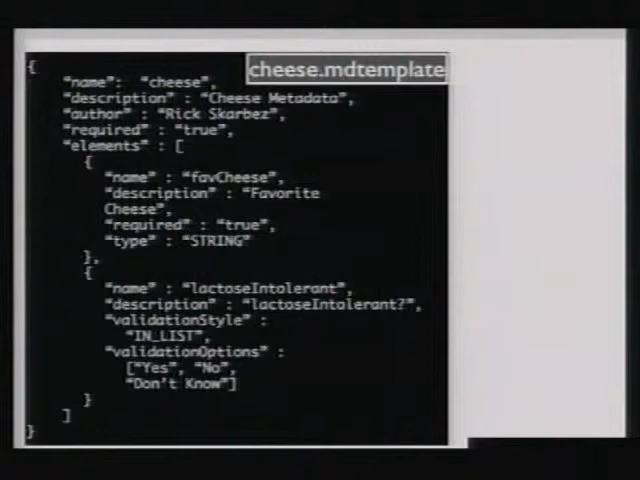 {
cheese.mdtemplate
"name": "cheese",
"description" : "Cheese Metadata",
"author" : "Rick Skarbez",
"required" : "true",
"elements" : [
{
"name" : "favCheese",
"description" : "Favorite
Cheese",
"required" : "true",
"type" : "STRING"
},
{
"name" : "lactoseIntolerant",
"description" : "lactoseIntolerant?",
"validationStyle" :
"IN_LIST",
"validationOptions" :
["Yes", "No",
"Don't Know"]
}
]
}